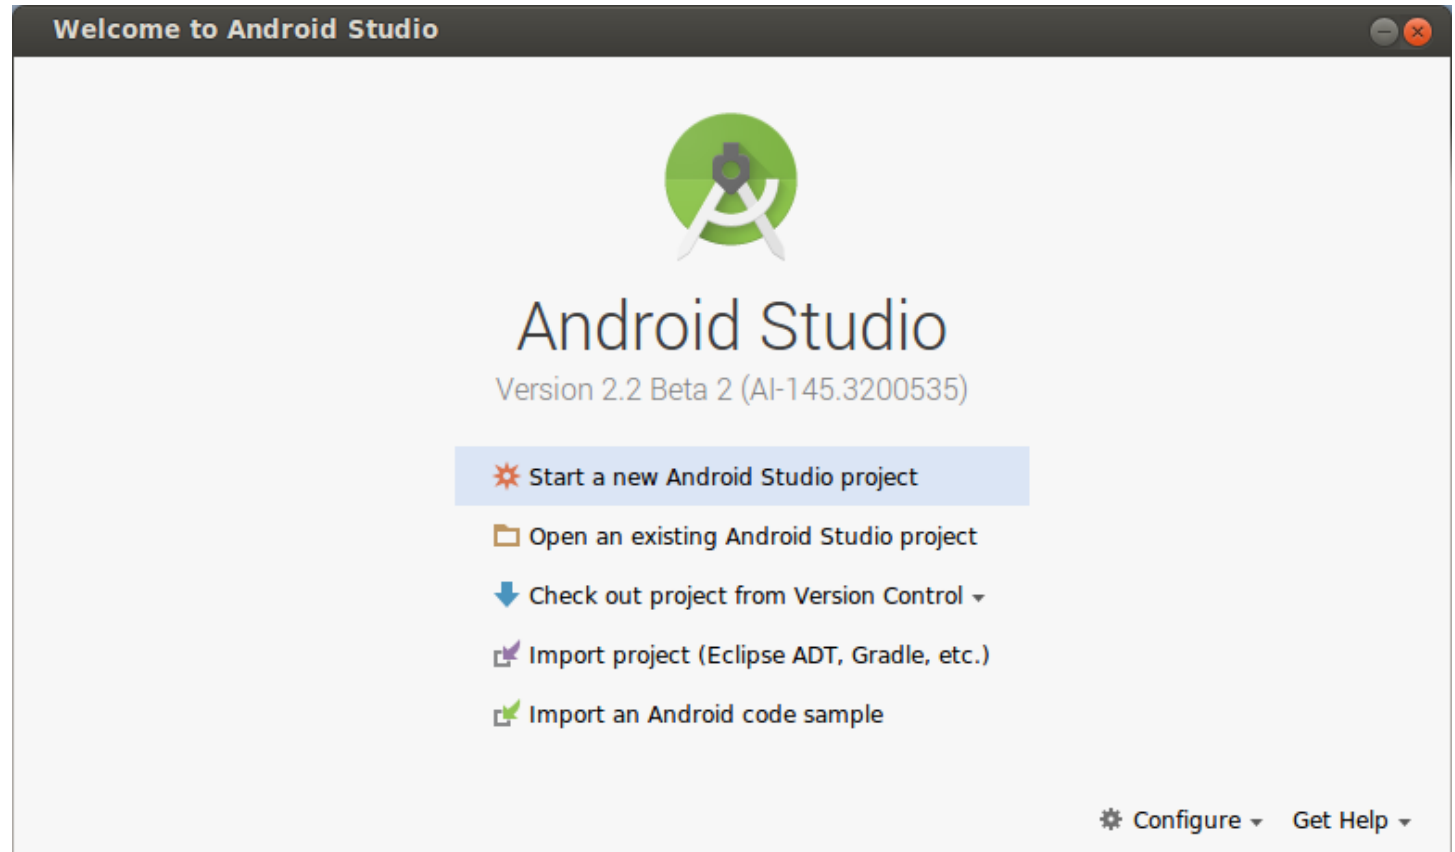 Welcome to Android Studio
Android Studio
Version 2.2 Beta 2 (AI-145.3200535)
Start a new Android Studio project
Open an existing Android Studio project
Check out project from Version Control
Import project (Eclipse ADT, Gradle, etc.)
Import an Android code sample
Configure Get Help